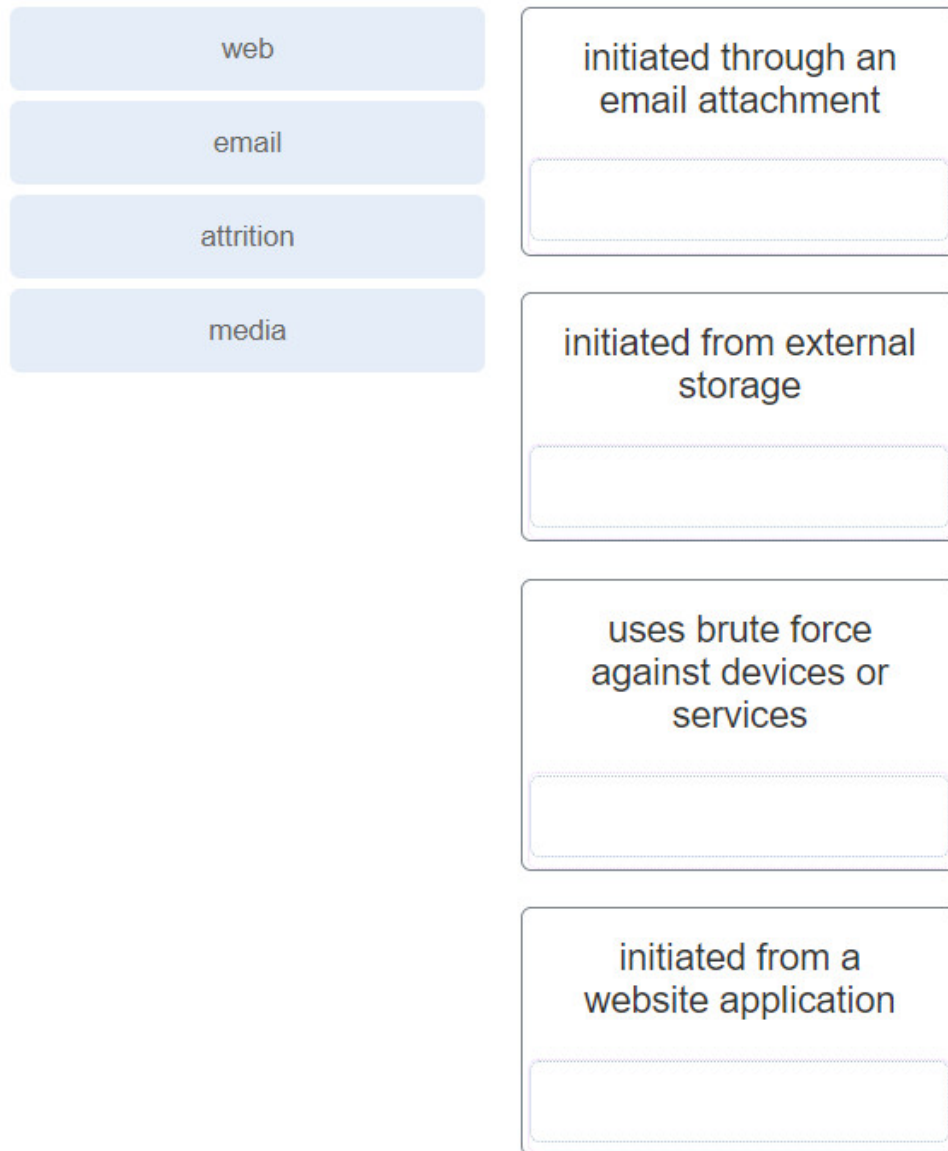 web
email
attrition
media
initiated through an
email attachment
initiated from external
storage
uses brute force
against devices or
services
initiated from a
website application